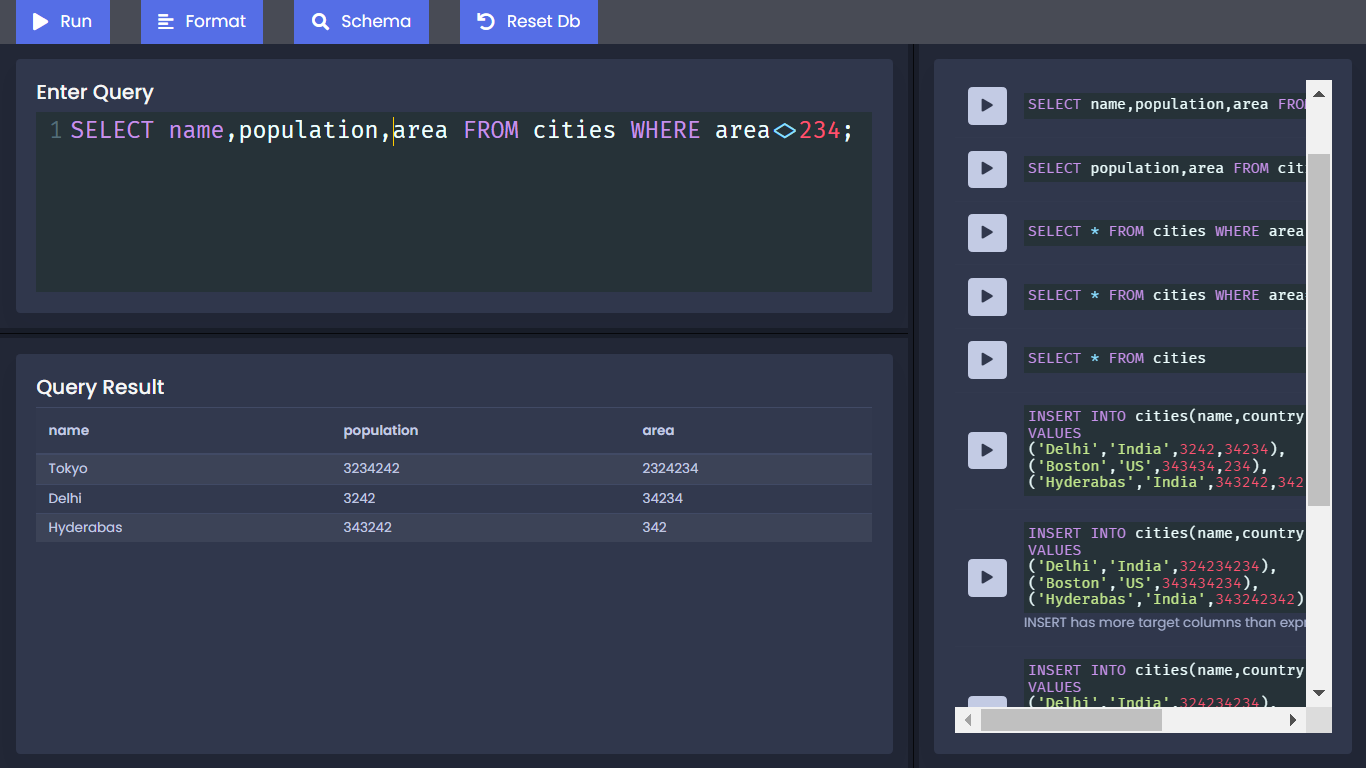 Run
Format
Schema
Reset Db
Enter Query
1 SELECT name,population,area FROM cities WHERE area<>234;
Query Result
name population area
Tokyo 3234242 2324234
Delhi 3242 34234
Hyderabas 343242 342
SELECT name,population,area FRO
SELECT population,area FROM cit
SELECT * FROM cities WHERE area
SELECT * FROM cities WHERE area
SELECT * FROM cities
INSERT INTO cities(name,country
VALUES
('Delhi','India',3242,34234),
('Boston','US',343434,234),
('Hyderabas','India',343242,342
INSERT INTO cities(name,country
VALUES
('Delhi','India',324234234),
('Boston','US',343434234),
('Hyderabas','India',343242342)
INSERT has more target columns than expr
INSERT INTO cities(name,country
VALUES
('Delhi','India',324234234),